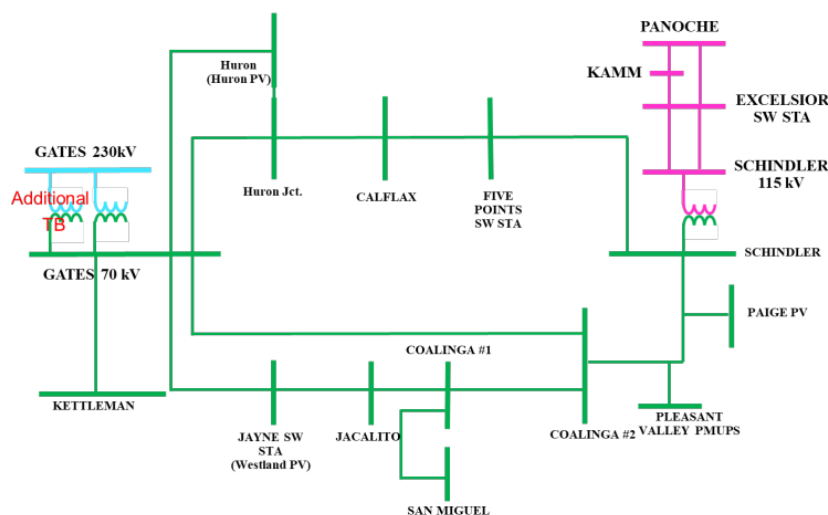 PANOCHE
Huron
(Huron PV)
KAMM
EXCELSIOR
SW STA
GATES 230kV
SCHINDLER
115 kV
Additional
TB
Huron Jct.
CALFLAX
FIVE
POINTS
SW STA
GATES 70 kV
SCHINDLER
PAIGE PV
COALINGA #1
KETTLEMAN
JAYNE SW
STA
(Westland PV)
JACALITO
COALINGA #2
PLEASANT
VALLEY PMUPS
SAN MIGUEL